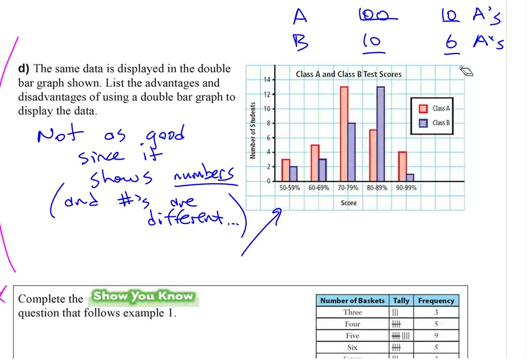 A 100 10 A's
B 10 6 A's
d) The same data is displayed in the double
bar graph shown. List the advantages and
disadvantages of using a double bar graph to
display the data.
Not as good
since it
shows numbers
(and #'s are
different...)
Class A and Class B Test Scores
Number of Students
14
12
10
8
6
4
2
0
50-59% 60-69% 70-79% 80-89% 90-99%
Score
Class A
Class B
Complete the Show You Know
question that follows example 1.
Number of Baskets Tally Frequency
Three 3
Four 5
Five 9
Six 5